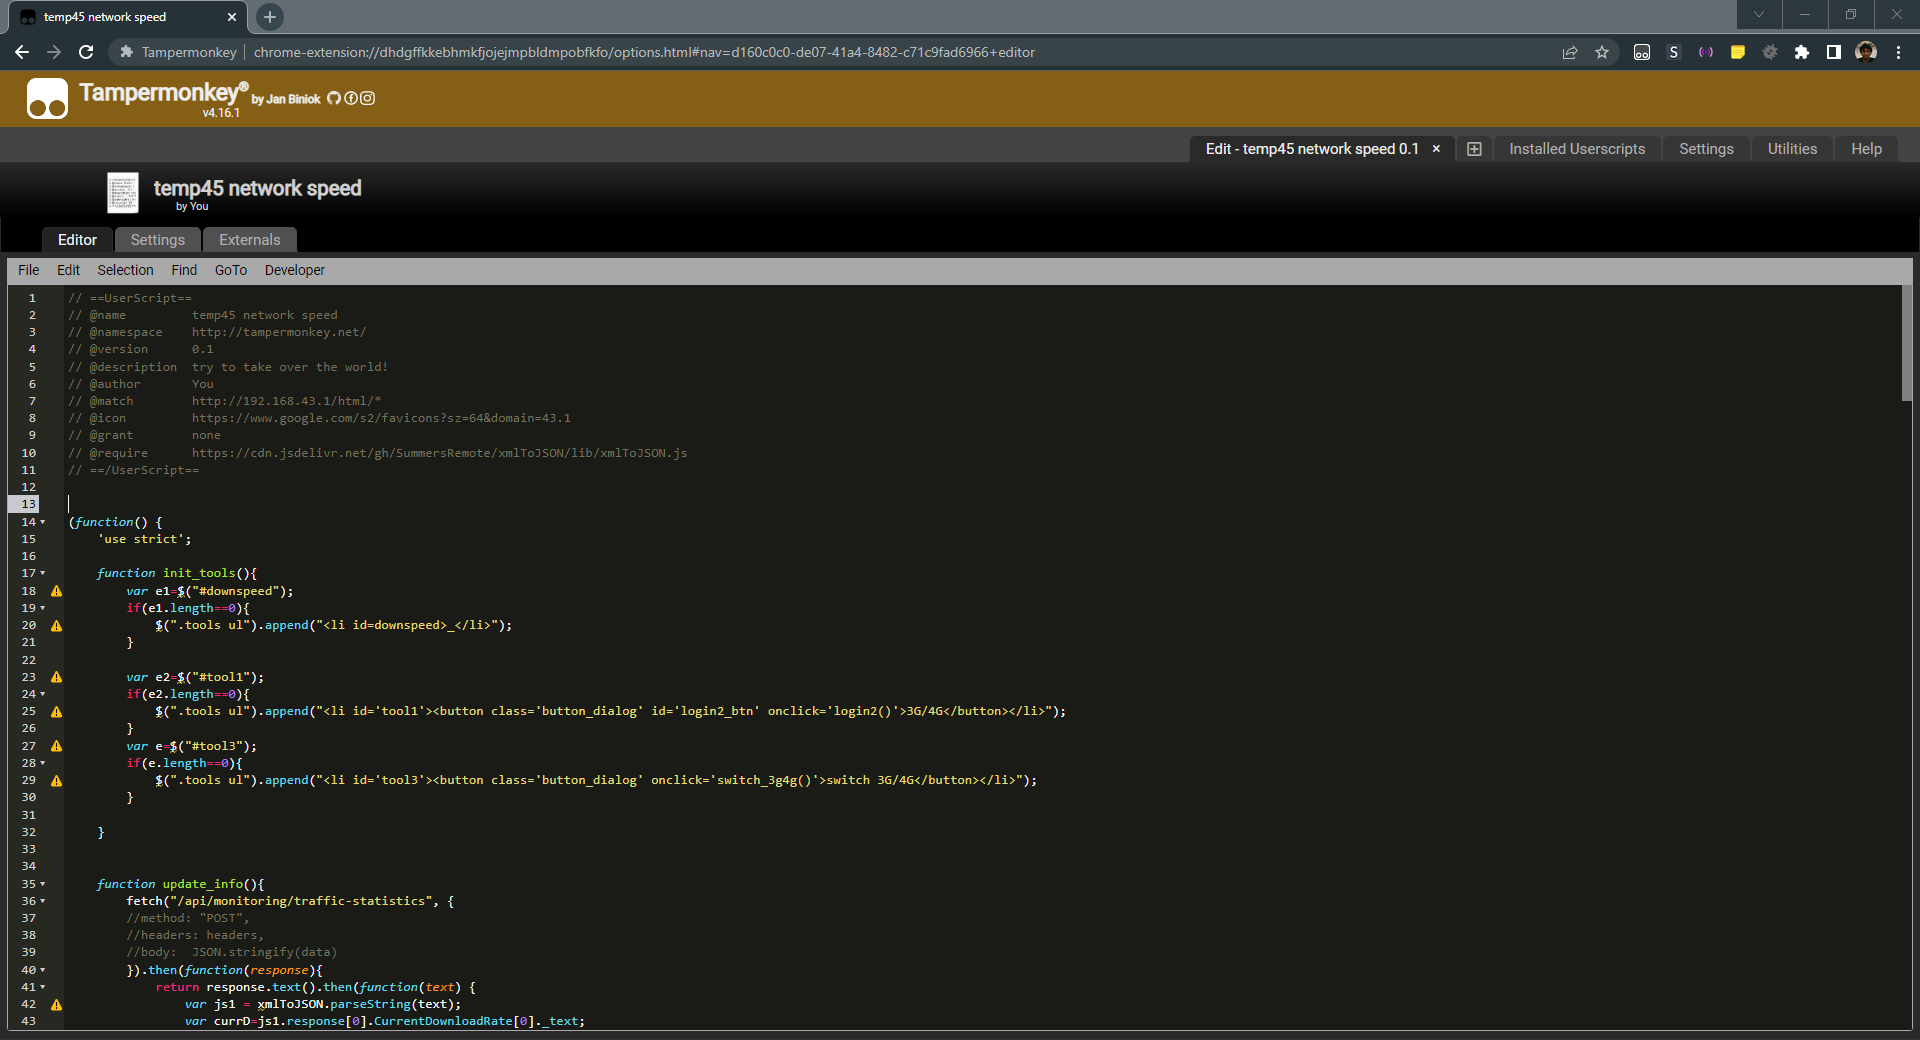 temp45 network speed
Tampermonkey
chrome-extension://dhdgffkkebhmkfjojejmpbldmpobfkfo/options.html#nav=d160c0c0-de07-41a4-8482-c71c9fad6966+editor
Tampermonkey® by Jan Biniok
v4.16.1
Edit - temp45 network speed 0.1
Installed Userscripts
Settings
Utilities
Help
temp45 network speed
by You
Editor
Settings
Externals
File Edit Selection Find GoTo Developer
1 // ==UserScript==
2 // @name         temp45 network speed
3 // @namespace    http://tampermonkey.net/
4 // @version      0.1
5 // @description  try to take over the world!
6 // @author       You
7 // @match        http://192.168.43.1/html/*
8 // @icon         https://www.google.com/s2/favicons?sz=64&domain=43.1
9 // @grant        none
10 // @require      https://cdn.jsdelivr.net/gh/SummersRemote/xmlToJSON/lib/xmlToJSON.js
11 // ==/UserScript==
12
13
14 (function() {
15     'use strict';
16
17     function init_tools(){
18         var e1=$("#downspeed");
19         if(e1.length==0){
20             $(".tools ul").append("<li id=downspeed>_</li>");
21         }
22
23         var e2=$("#tool1");
24         if(e2.length==0){
25             $(".tools ul").append("<li id='tool1'><button class='button_dialog' id='login2_btn' onclick='login2()'>3G/4G</button></li>");
26         }
27         var e=$("#tool3");
28         if(e.length==0){
29             $(".tools ul").append("<li id='tool3'><button class='button_dialog' onclick='switch_3g4g()'>switch 3G/4G</button></li>");
30         }
31
32     }
33
34
35     function update_info(){
36         fetch("/api/monitoring/traffic-statistics", {
37         //method: "POST",
38         //headers: headers,
39         //body:  JSON.stringify(data)
40         }).then(function(response){
41             return response.text().then(function(text) {
42                 var js1 = xmlToJSON.parseString(text);
43                 var currD=js1.response[0].CurrentDownloadRate[0]._text;